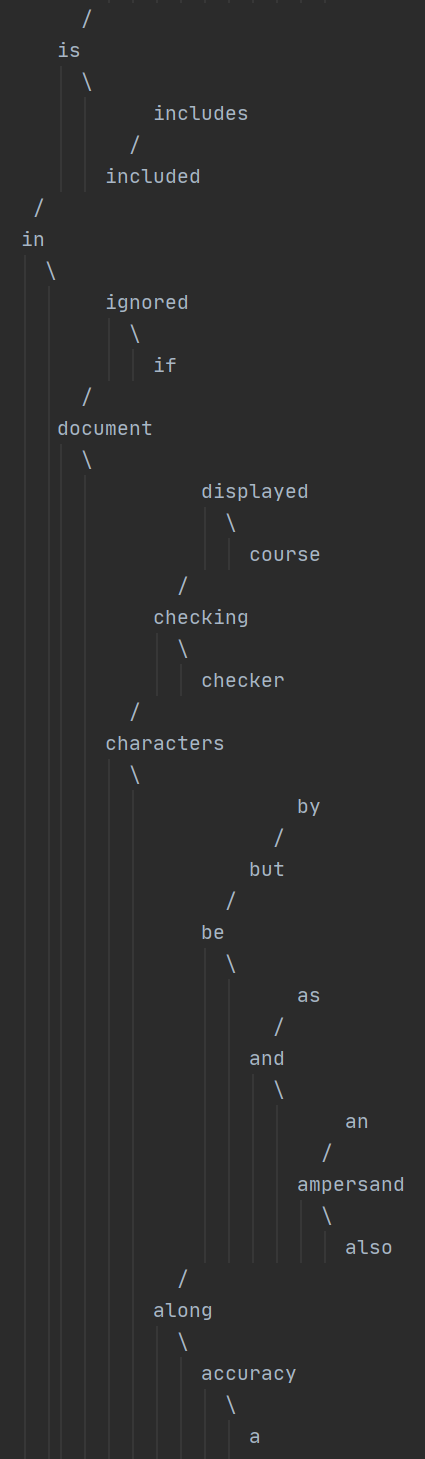 /
is
\
includes
/
included
/
in
\
ignored
\
if
/
document
\
displayed
\
course
/
checking
\
checker
/
characters
\
by
/
but
/
be
\
as
/
and
\
an
/
ampersand
\
also
/
along
\
accuracy
\
a